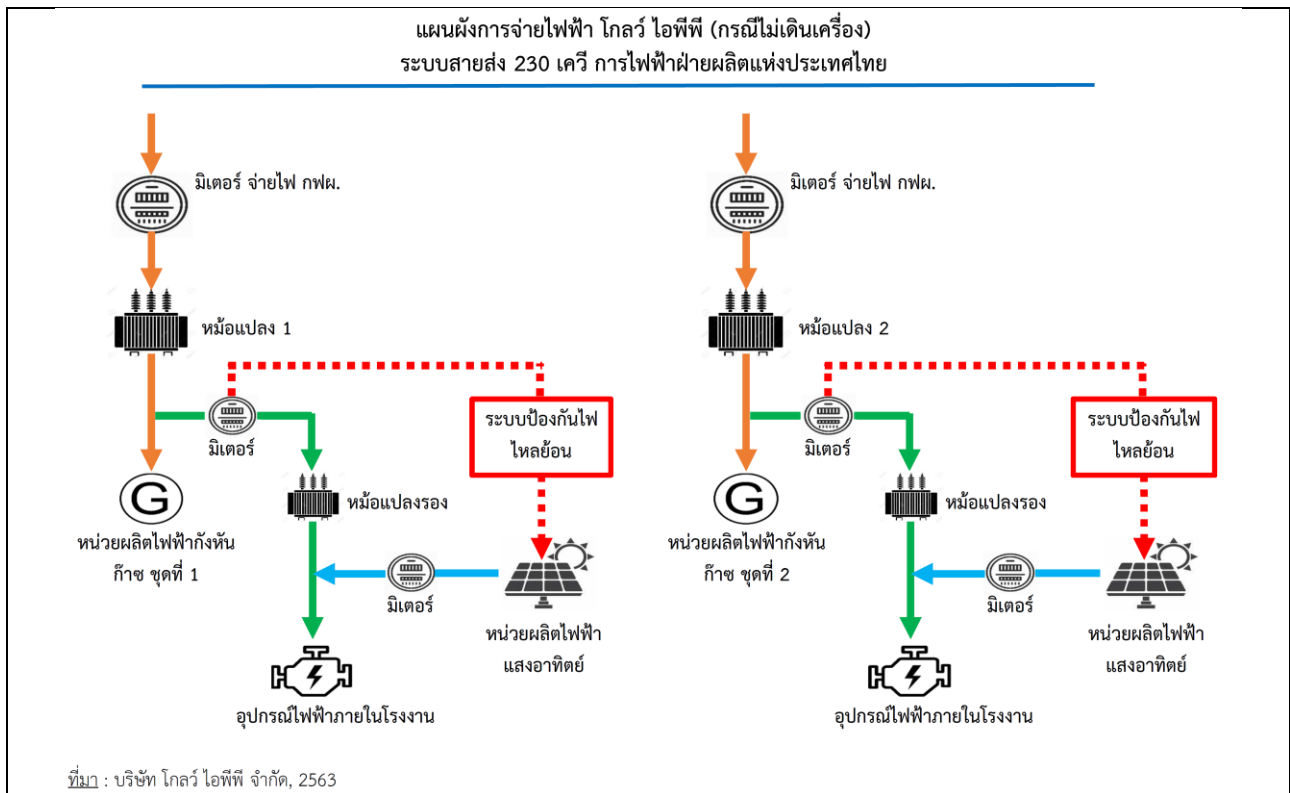 แผนผังการจ่ายไฟฟ้า โกลว์ ไอพีพี (กรณีไม่เดินเครื่อง)
ระบบสายส่ง 230 เควี การไฟฟ้าฝ่ายผลิตแห่งประเทศไทย
มิเตอร์ จ่ายไฟ กฟผ.
หม้อแปลง 1
มิเตอร์
ระบบป้องกันไฟ
ไหลย้อน
G
หม้อแปลงรอง
หน่วยผลิตไฟฟ้ากังหัน
ก๊าซ ชุดที่ 1
มิเตอร์
หน่วยผลิตไฟฟ้า
แสงอาทิตย์
อุปกรณ์ไฟฟ้าภายในโรงงาน
มิเตอร์ จ่ายไฟ กฟผ.
หม้อแปลง 2
มิเตอร์
ระบบป้องกันไฟ
ไหลย้อน
G
หม้อแปลงรอง
หน่วยผลิตไฟฟ้ากังหัน
ก๊าซ ชุดที่ 2
มิเตอร์
หน่วยผลิตไฟฟ้า
แสงอาทิตย์
อุปกรณ์ไฟฟ้าภายในโรงงาน
ที่มา : บริษัท โกลว์ ไอพีพี จำกัด, 2563